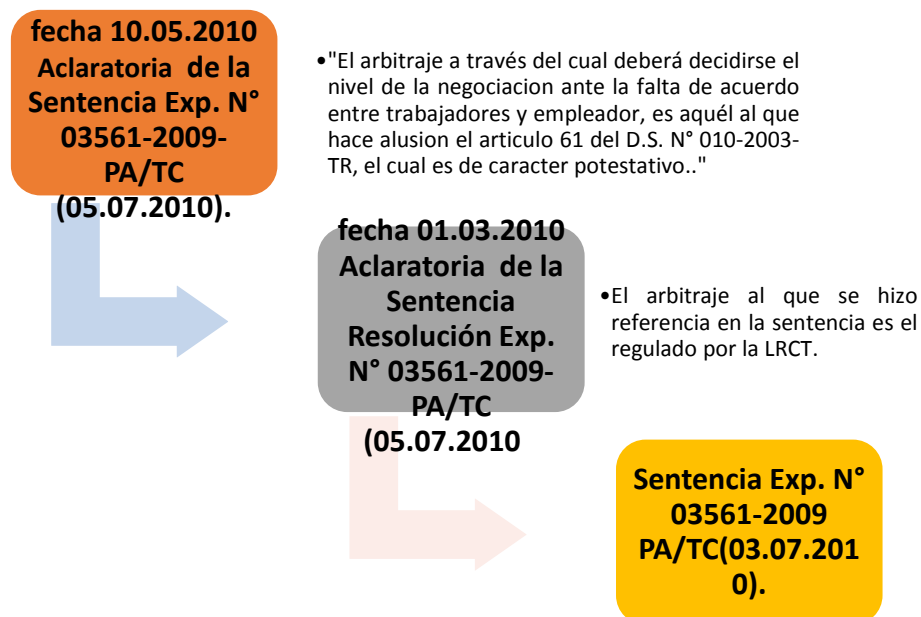 fecha 10.05.2010
Aclaratoria de la
Sentencia Exp. N°
03561-2009-
PA/TC
(05.07.2010).
•"El arbitraje a través del cual deberá decidirse el
nivel de la negociacion ante la falta de acuerdo
entre trabajadores y empleador, es aquél al que
hace alusion el articulo 61 del D.S. N° 010-2003-
TR, el cual es de caracter potestativo.."
fecha 01.03.2010
Aclaratoria de la
Sentencia
Resolución Exp.
N° 03561-2009-
PA/TC
(05.07.2010
•El arbitraje al que se hizo
referencia en la sentencia es el
regulado por la LRCT.
Sentencia Exp. N°
03561-2009
PA/TC(03.07.201
0).